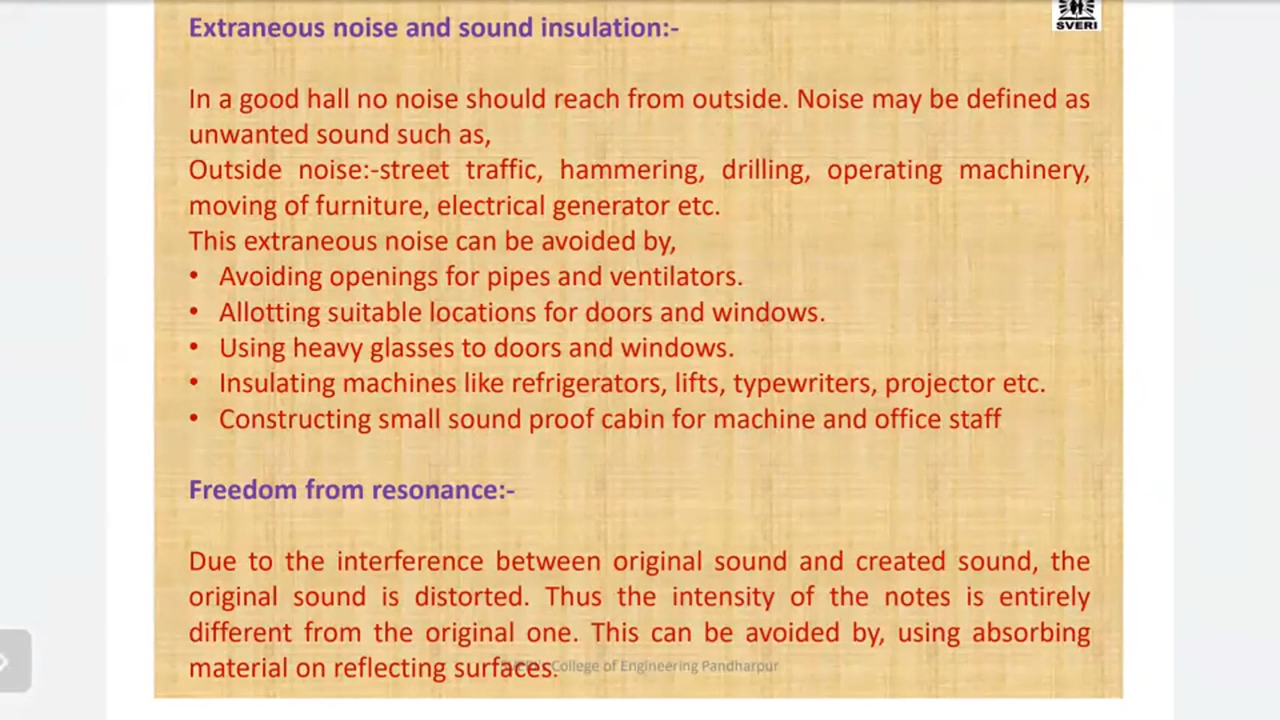 SVERI
Extraneous noise and sound insulation:-
In a good hall no noise should reach from outside. Noise may be defined as
unwanted sound such as,
Outside noise:-street traffic, hammering, drilling, operating machinery,
moving of furniture, electrical generator etc.
This extraneous noise can be avoided by,
• Avoiding openings for pipes and ventilators.
• Allotting suitable locations for doors and windows.
• Using heavy glasses to doors and windows.
• Insulating machines like refrigerators, lifts, typewriters, projector etc.
• Constructing small sound proof cabin for machine and office staff
Freedom from resonance:-
Due to the interference between original sound and created sound, the
original sound is distorted. Thus the intensity of the notes is entirely
different from the original one. This can be avoided by, using absorbing
material on reflecting surfaces.
College of Engineering Pandharpur